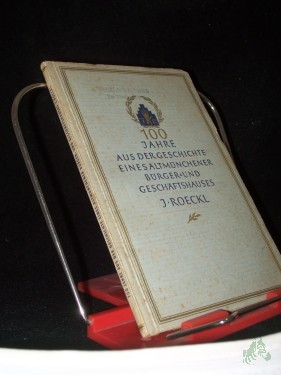 100
JAHRE
AUS DER GESCHICHTE
EINES ALTMÜNCHENER
BÜRGER-UND
GESCHÄFTSHAUSES
J·ROECKL